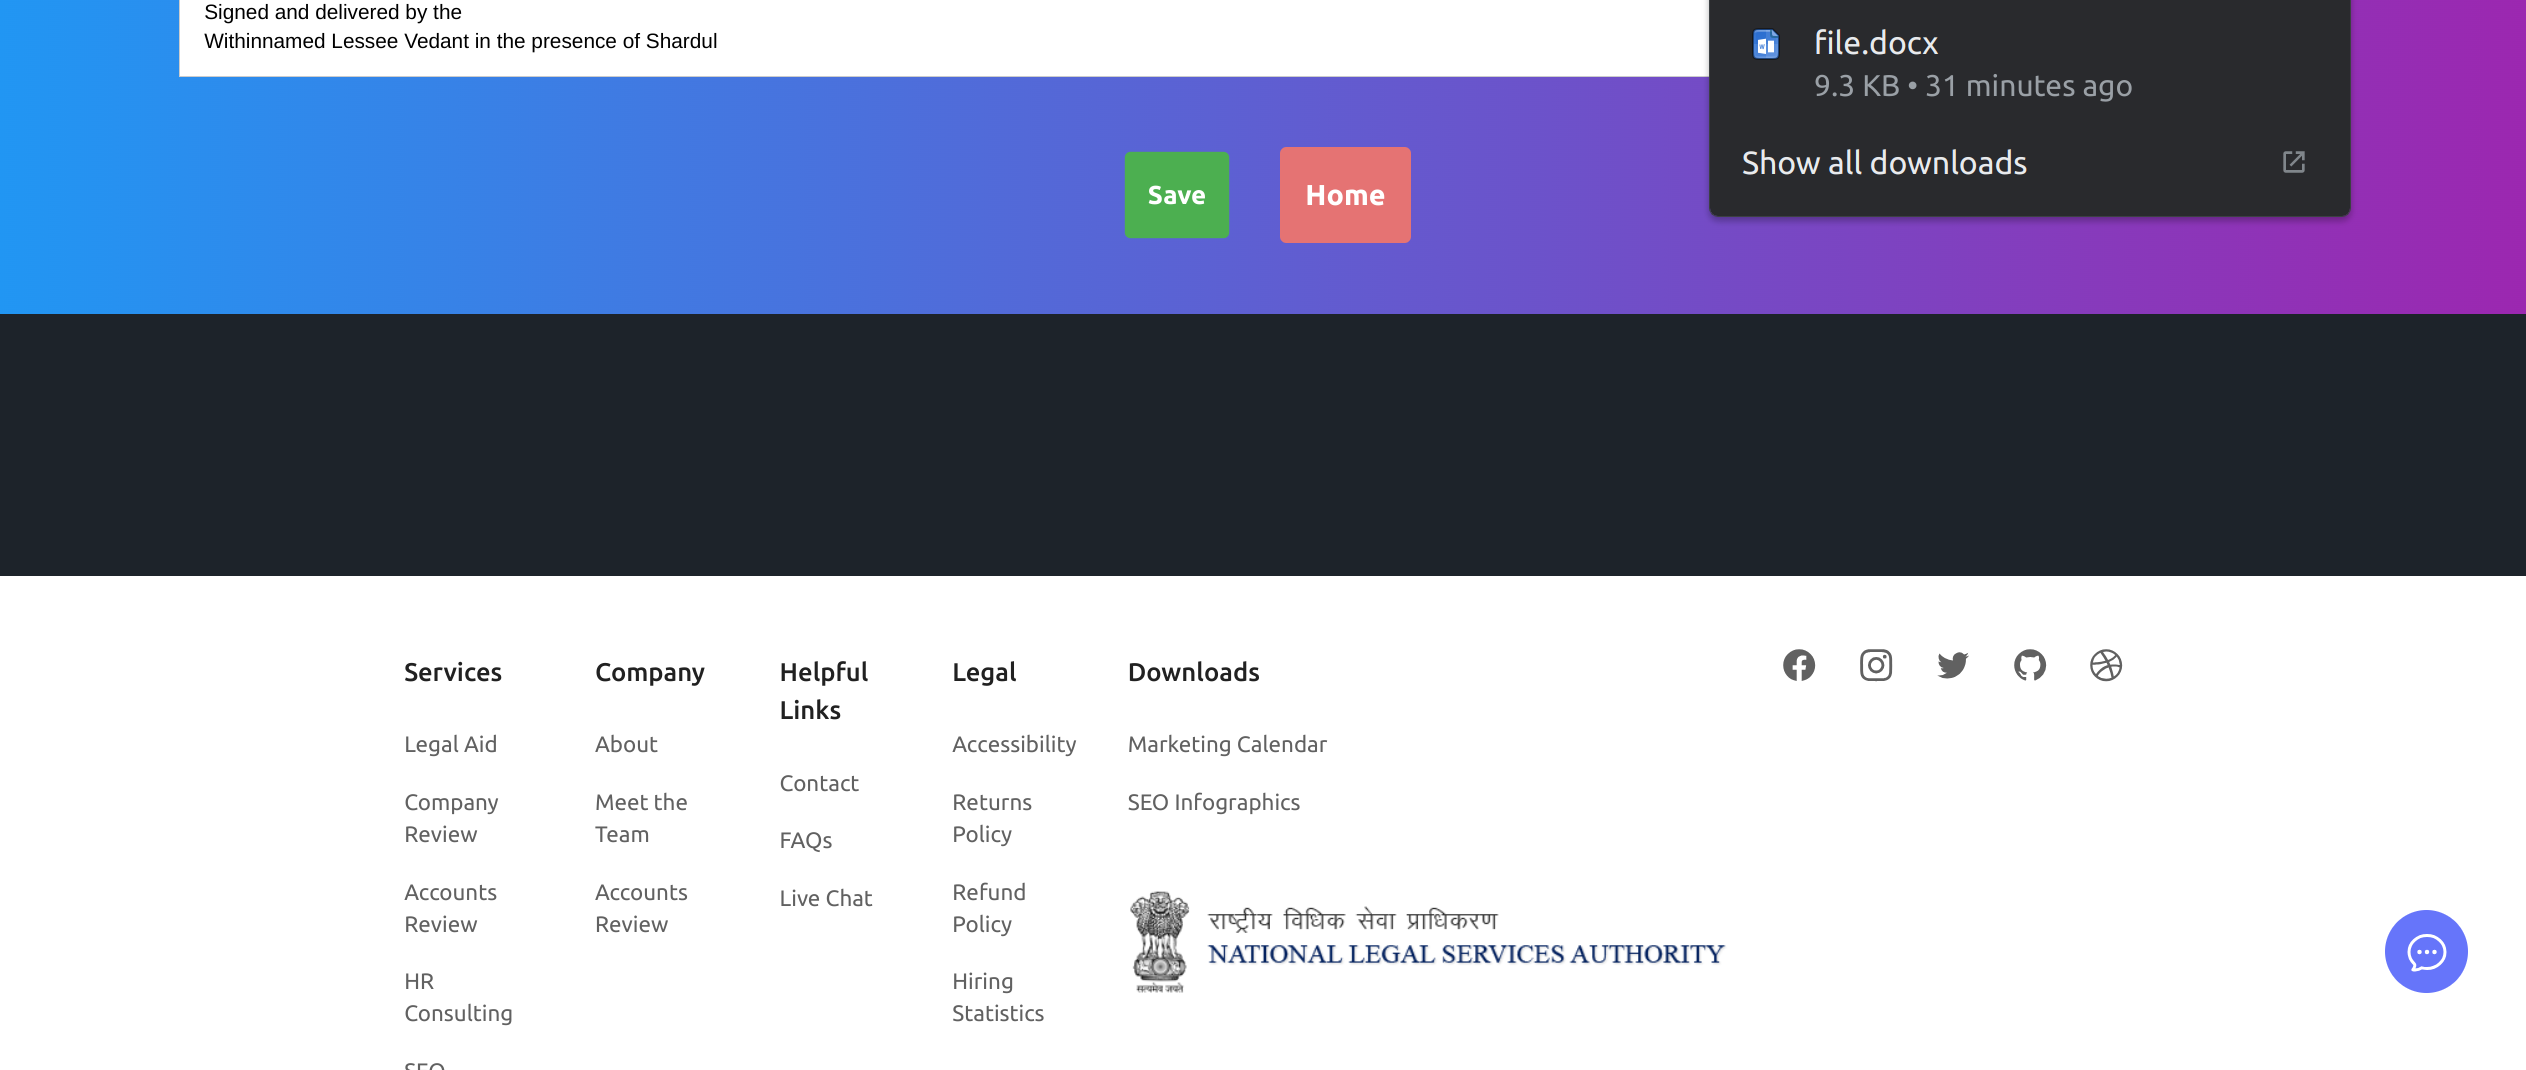 Signed and delivered by the
Withinnamed Lessee Vedant in the presence of Shardul
file.docx
9.3 KB • 31 minutes ago
Show all downloads
Save
Home
Services
Legal Aid
Company
Review
Accounts
Review
HR
Consulting
SEO
Company
About
Meet the
Team
Accounts
Review
Helpful
Links
Contact
FAQs
Live Chat
Legal
Accessibility
Returns
Policy
Refund
Policy
Hiring
Statistics
Downloads
Marketing Calendar
SEO Infographics
राष्ट्रीय विधिक सेवा प्राधिकरण
NATIONAL LEGAL SERVICES AUTHORITY
सत्यमेव जयते